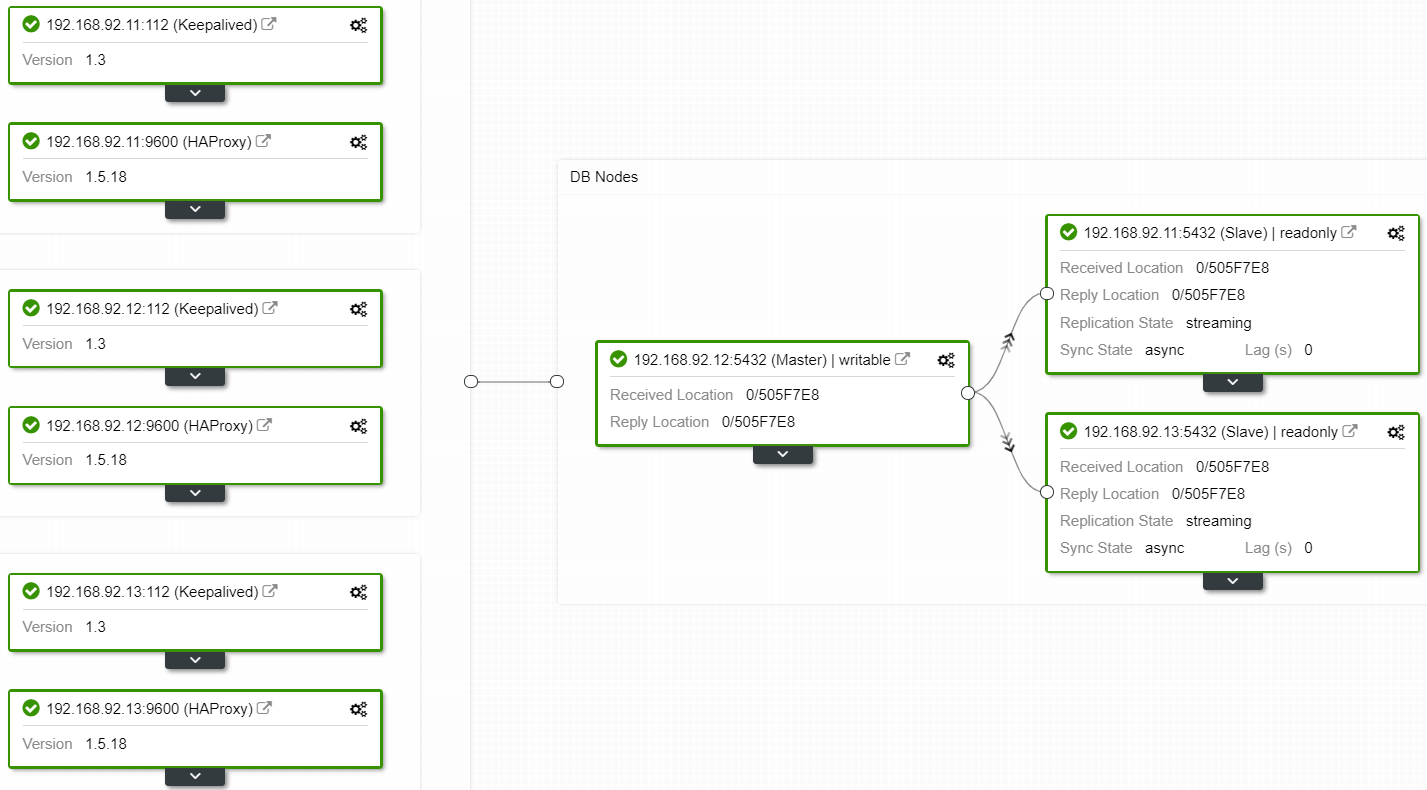 192.168.92.11:112 (Keepalived)
Version 1.3
192.168.92.11:9600 (HAProxy)
Version 1.5.18
192.168.92.12:112 (Keepalived)
Version 1.3
192.168.92.12:9600 (HAProxy)
Version 1.5.18
192.168.92.13:112 (Keepalived)
Version 1.3
192.168.92.13:9600 (HAProxy)
Version 1.5.18
DB Nodes
192.168.92.12:5432 (Master) | writable
Received Location 0/505F7E8
Reply Location 0/505F7E8
192.168.92.11:5432 (Slave) | readonly
Received Location 0/505F7E8
Reply Location 0/505F7E8
Replication State streaming
Sync State async Lag (s) 0
192.168.92.13:5432 (Slave) | readonly
Received Location 0/505F7E8
Reply Location 0/505F7E8
Replication State streaming
Sync State async Lag (s) 0